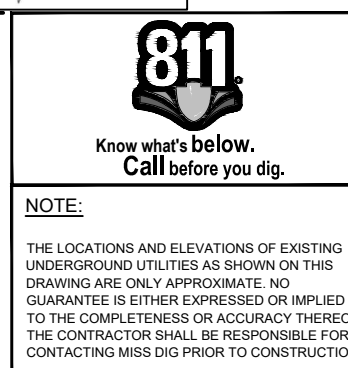 811
Know what's below.
Call before you dig.
NOTE:
THE LOCATIONS AND ELEVATIONS OF EXISTING
UNDERGROUND UTILITIES AS SHOWN ON THIS
DRAWING ARE ONLY APPROXIMATE. NO
GUARANTEE IS EITHER EXPRESSED OR IMPLIED
TO THE COMPLETENESS OR ACCURACY
THE CONTRACTOR SHALL BE RESPONSIBLE FOR
CONTACTING MISS DIG PRIOR TO